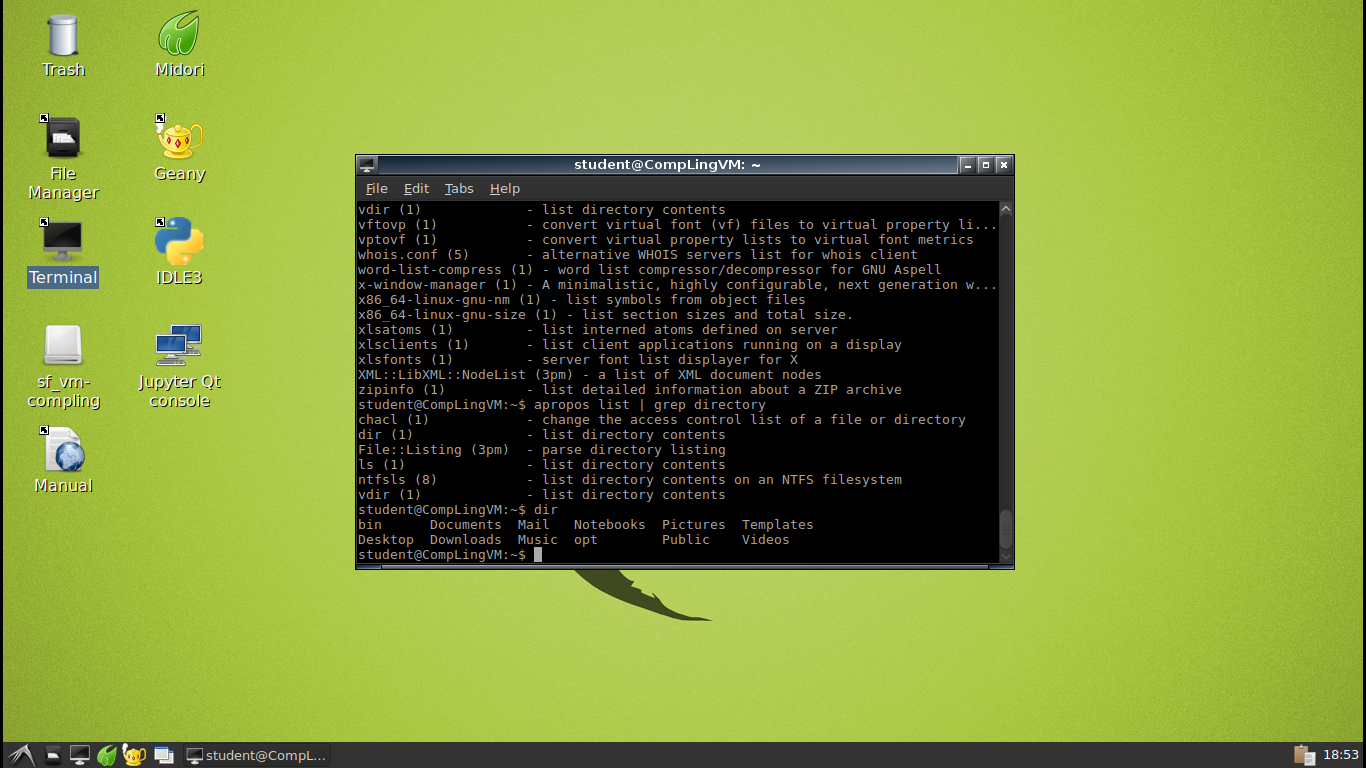 Trash
Midori
File
Manager
Geany
Terminal
IDLE3
sf_vm-
compling
Jupyter Qt
console
Manual
student@CompLingVM: ~
File Edit Tabs Help
vdir (1)             - list directory contents
vftovp (1)           - convert virtual font (vf) files to virtual property li...
vptovf (1)           - convert virtual property lists to virtual font metrics
whois.conf (5)       - alternative WHOIS servers list for whois client
word-list-compress (1) - word list compressor/decompressor for GNU Aspell
x-window-manager (1) - A minimalistic, highly configurable, next generation w...
x86_64-linux-gnu-nm (1) - list symbols from object files
x86_64-linux-gnu-size (1) - list section sizes and total size.
xlsatoms (1)         - list interned atoms defined on server
xlsclients (1)       - list client applications running on a display
xlsfonts (1)         - server font list displayer for X
XML::LibXML::NodeList (3pm) - a list of XML document nodes
zipinfo (1)          - list detailed information about a ZIP archive
student@CompLingVM:~$ apropos list | grep directory
chacl (1)            - change the access control list of a file or directory
dir (1)              - list directory contents
File::Listing (3pm)  - parse directory listing
ls (1)               - list directory contents
ntfsls (8)           - list directory contents on an NTFS filesystem
vdir (1)             - list directory contents
student@CompLingVM:~$ dir
bin      Documents  Mail   Notebooks  Pictures  Templates
Desktop  Downloads  Music  opt        Public    Videos
student@CompLingVM:~$
student@CompL...
18:53